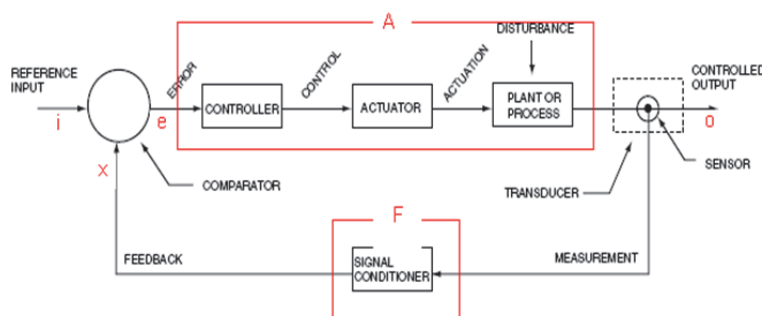 A
DISTURBANCE
REFERENCE
INPUT
ERROR
CONTROL
ACTUATION
CONTROLLED
OUTPUT
CONTROLLER
ACTUATOR
PLANT OR
PROCESS
i
e
o
x
COMPARATOR
SENSOR
TRANSDUCER
F
FEEDBACK
SIGNAL
CONDITIONER
MEASUREMENT